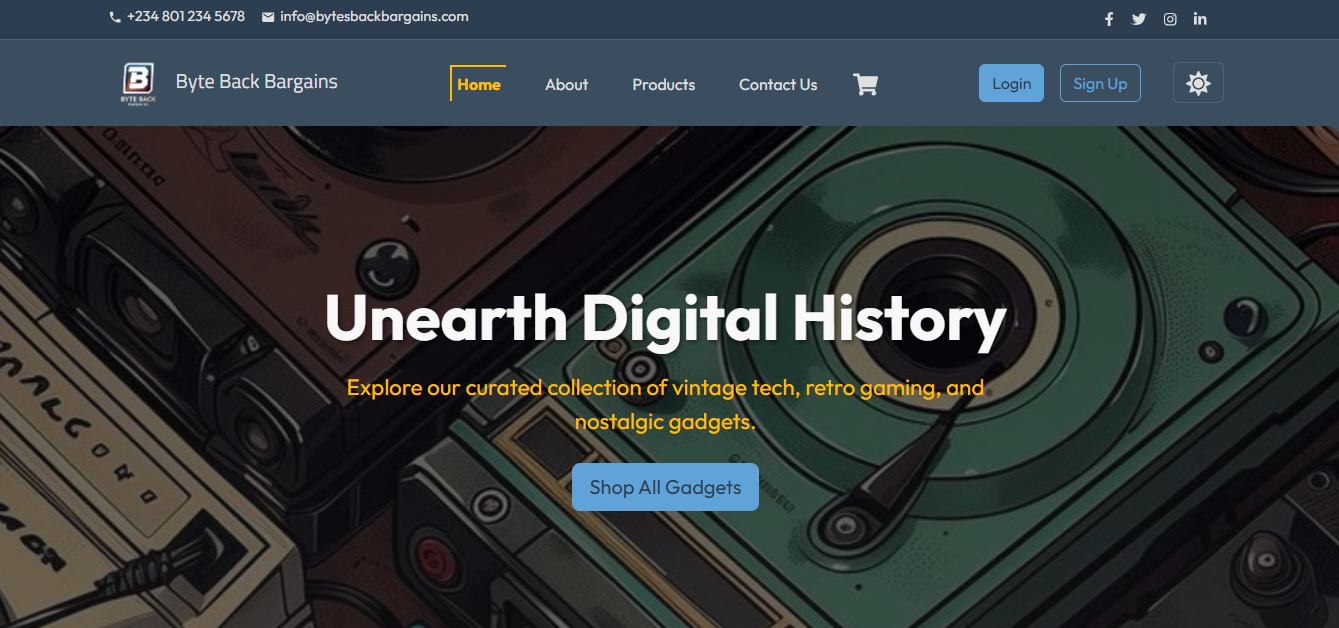 +234 801 234 5678 info@bytesbackbargains.com
B
BYTE BACK
Byte Back Bargains
Home About Products Contact Us
Login Sign Up
Unearth Digital History
Explore our curated collection of vintage tech, retro gaming, and
nostalgic gadgets.
Shop All Gadgets